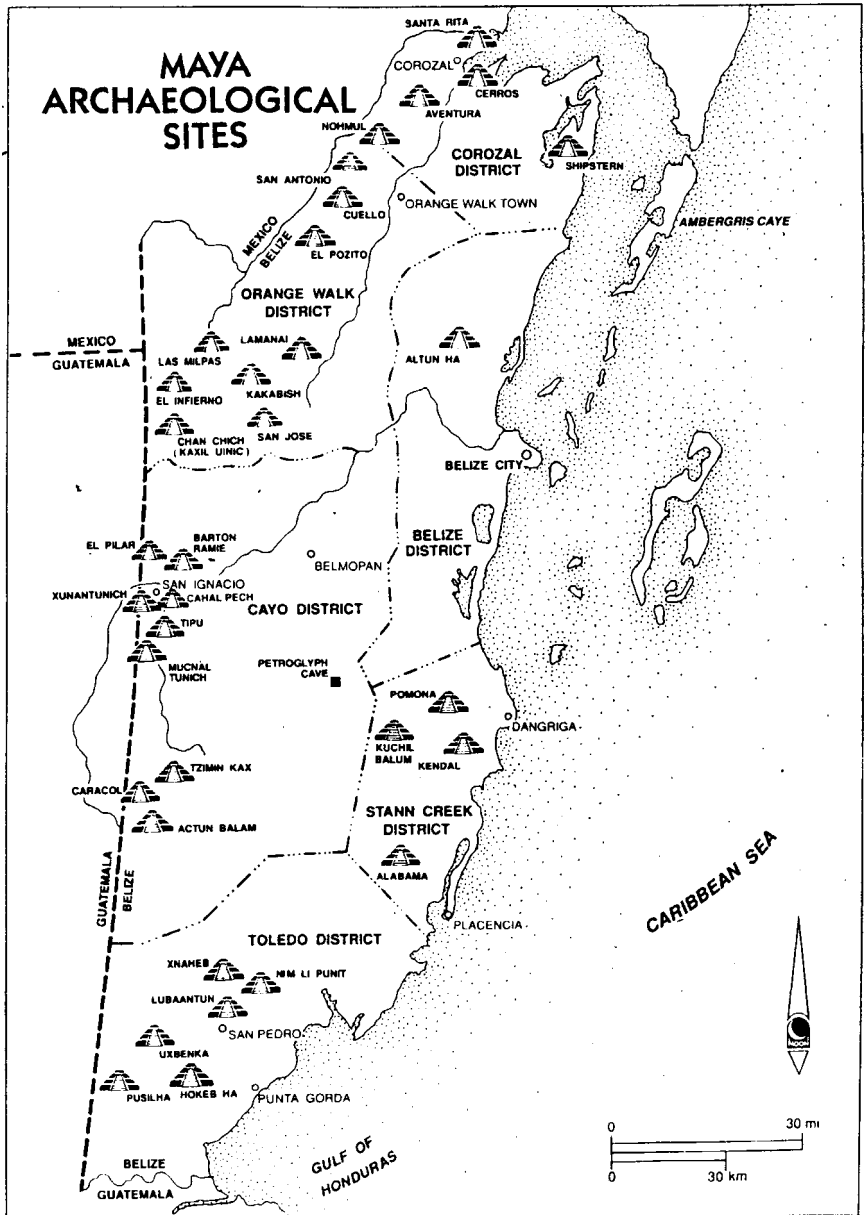 MAYA
ARCHAEOLOGICAL
SITES
SANTA RITA
COROZAL
CERROS
AVENTURA
NOHMUL
COROZAL
DISTRICT
SHIPSTERN
SAN ANTONIO
CUELLO
ORANGE WALK TOWN
AMBERGRIS CAYE
MEXICO
BELIZE
EL POZITO
ORANGE WALK
DISTRICT
MEXICO
GUATEMALA
LAS MILPAS
LAMANAI
ALTUN HA
EL INFIERNO
KAKABISH
CHAN CHICH
(KAXIL UINIC)
SAN JOSE
BELIZE CITY
EL PILAR
BARTON
RAMIE
BELMOPAN
BELIZE
DISTRICT
SAN IGNACIO
XUNANTUNICH
CAHAL PECH
CAYO DISTRICT
TIPU
MUCNAL
TUNICH
PETROGLYPH
CAVE
POMONA
DANGRIGA
KUCHIL
BALUM
KENDAL
TZIMIN KAX
CARACOL
ACTUN BALAM
STANN CREEK
DISTRICT
ALABAMA
GUATEMALA
BELIZE
CARIBBEAN SEA
PLACENCIA
TOLEDO DISTRICT
XNAHEB
NIM LI PUNIT
LUBAANTUN
SAN PEDRO
UXBENKA
PUSILHA
HOKEB HA
PUNTA GORDA
GULF OF
HONDURAS
BELIZE
GUATEMALA
0 30 mi
0 30 km